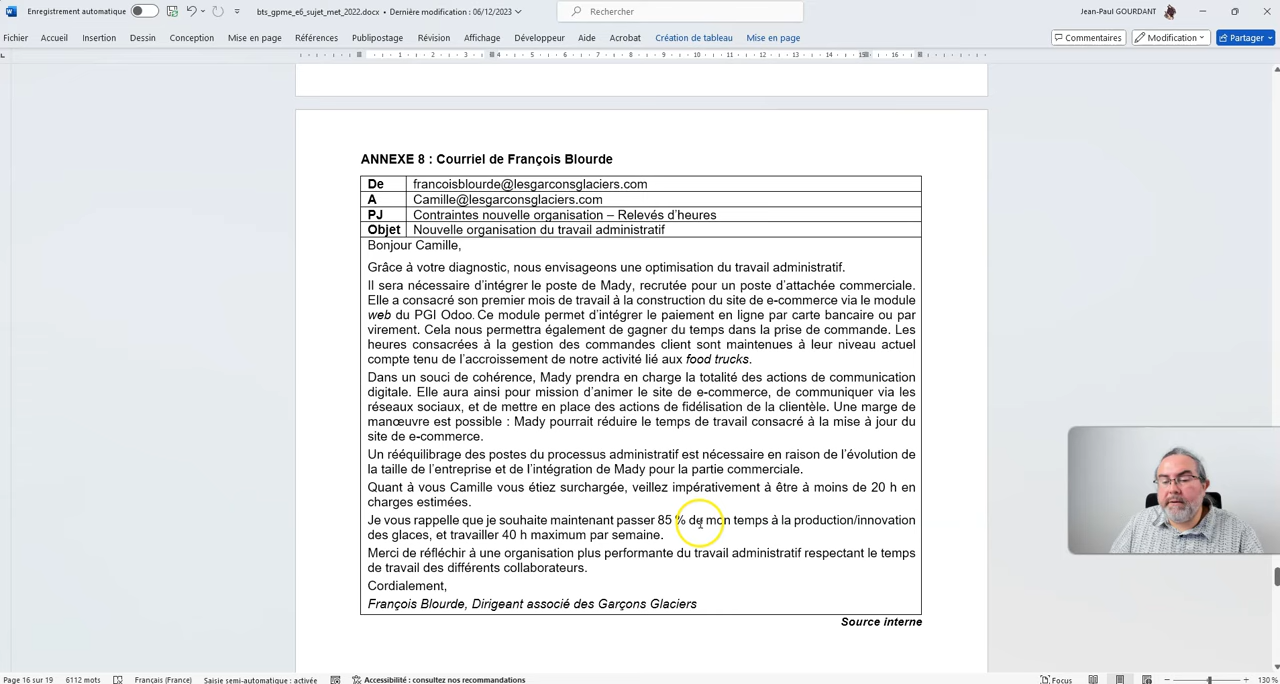 Enregistrement automatique
bts_gpme_e6_sujet_met_2022.docx • Dernière modification : 06/12/2023
Rechercher
Jean-Paul GOURDANT
Fichier Accueil Insertion Dessin Conception Mise en page Références Publipostage Révision Affichage Développeur Aide Acrobat Création de tableau Mise en page
Commentaires Modification Partager
1 2 3 4 5 6 7 8 9 10 11 12 13 14 15 16
ANNEXE 8 : Courriel de François Blourde
De francoisblourde@lesgarconsglaciers.com
A Camille@lesgarconsglaciers.com
PJ Contraintes nouvelle organisation – Relevés d’heures
Objet Nouvelle organisation du travail administratif
Bonjour Camille,
Grâce à votre diagnostic, nous envisageons une optimisation du travail administratif.
Il sera nécessaire d’intégrer le poste de Mady, recrutée pour un poste d’attachée commerciale.
Elle a consacré son premier mois de travail à la construction du site de e-commerce via le module
web du PGI Odoo. Ce module permet d’intégrer le paiement en ligne par carte bancaire ou par
virement. Cela nous permettra également de gagner du temps dans la prise de commande. Les
heures consacrées à la gestion des commandes client sont maintenues à leur niveau actuel
compte tenu de l’accroissement de notre activité lié aux food trucks.
Dans un souci de cohérence, Mady prendra en charge la totalité des actions de communication
digitale. Elle aura ainsi pour mission d’animer le site de e-commerce, de communiquer via les
réseaux sociaux, et de mettre en place des actions de fidélisation de la clientèle. Une marge de
manœuvre est possible : Mady pourrait réduire le temps de travail consacré à la mise à jour du
site de e-commerce.
Un rééquilibrage des postes du processus administratif est nécessaire en raison de l’évolution de
la taille de l’entreprise et de l’intégration de Mady pour la partie commerciale.
Quant à vous Camille vous étiez surchargée, veillez impérativement à être à moins de 20 h en
charges estimées.
Je vous rappelle que je souhaite maintenant passer 85 % de mon temps à la production/innovation
des glaces, et travailler 40 h maximum par semaine.
Merci de réfléchir à une organisation plus performante du travail administratif respectant le temps
de travail des différents collaborateurs.
Cordialement,
François Blourde, Dirigeant associé des Garçons Glaciers
Source interne
Page 16 sur 19 6112 mots Français (France) Saisie semi-automatique : activée Accessibilité : consultez nos recommandations Focus 130 %